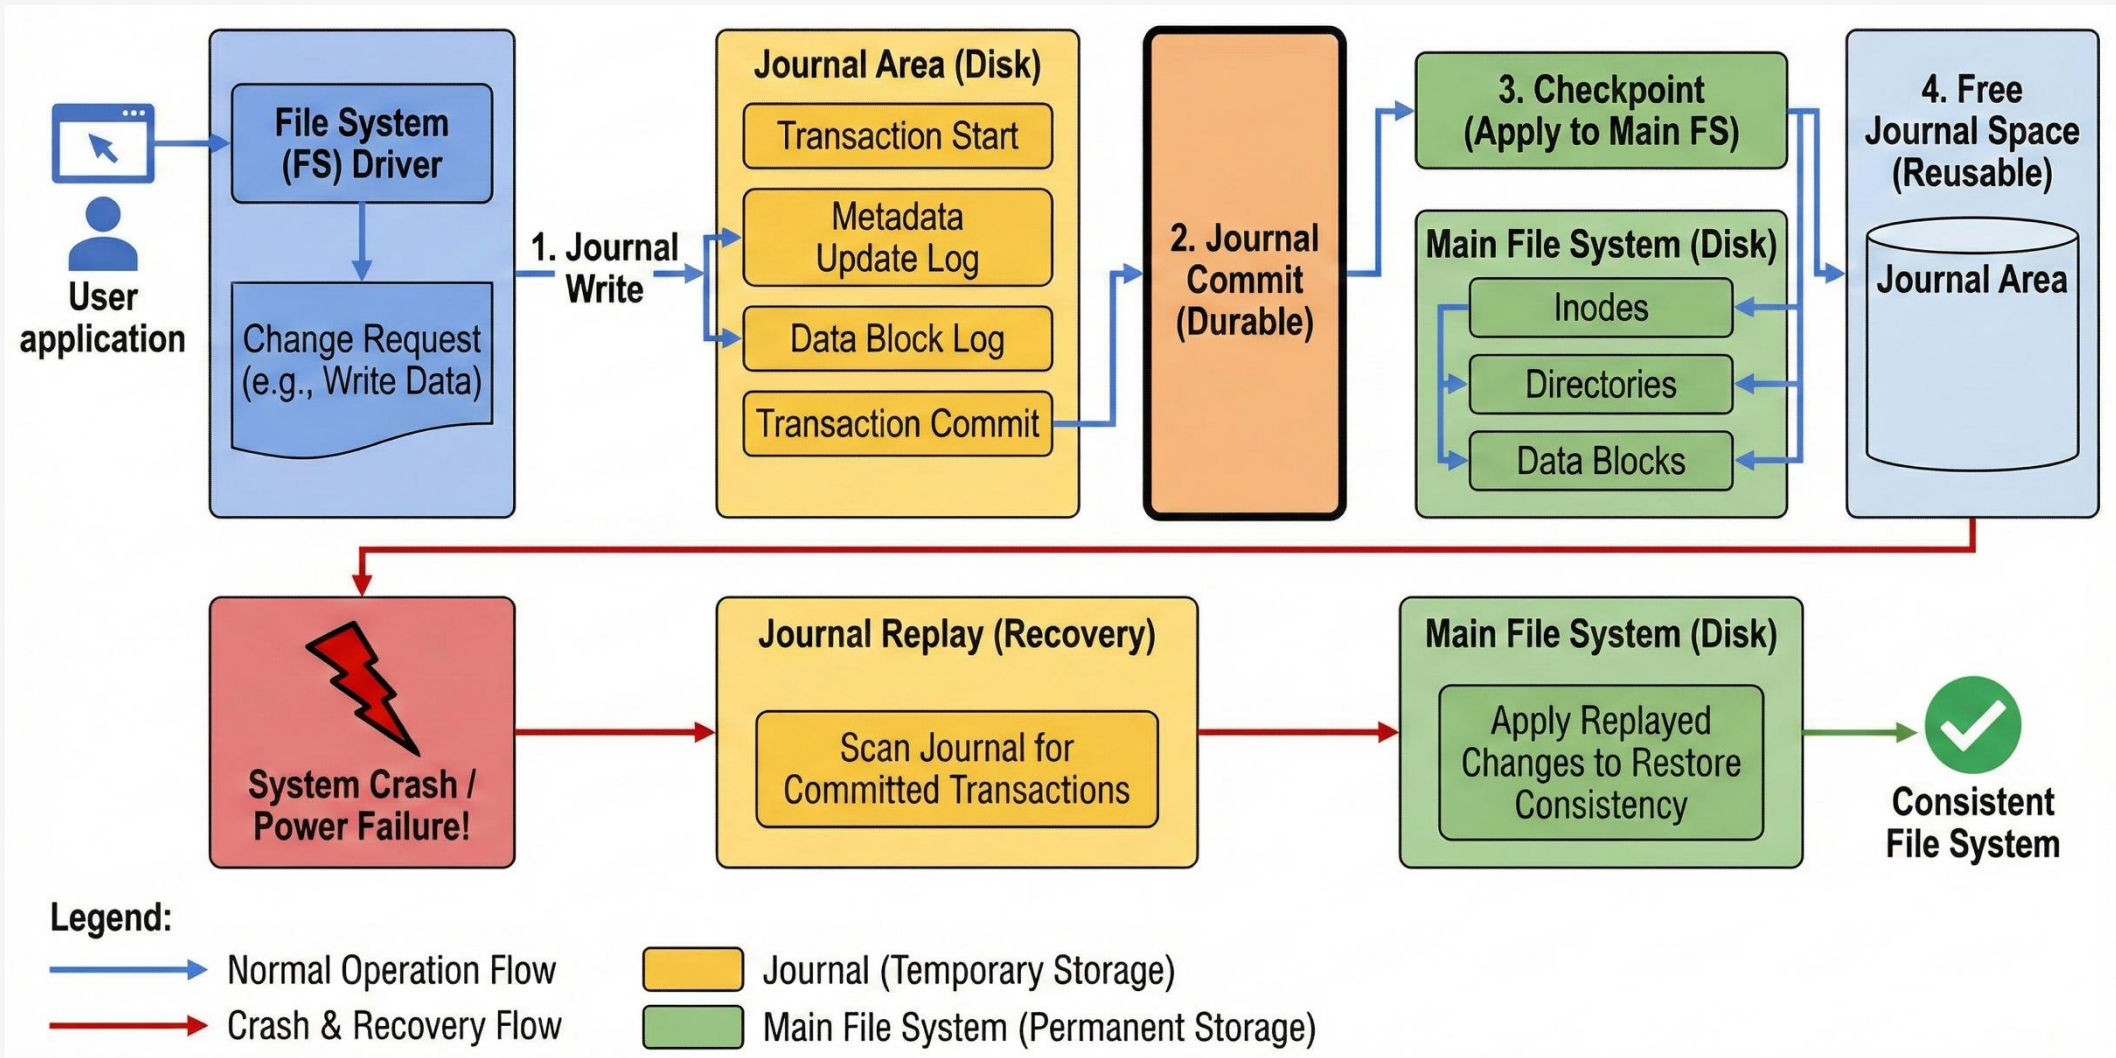 User
application
File System
(FS) Driver
Change Request
(e.g., Write Data)
1. Journal
Write
Journal Area (Disk)
Transaction Start
Metadata
Update Log
Data Block Log
Transaction Commit
2. Journal
Commit
(Durable)
3. Checkpoint
(Apply to Main FS)
Main File System (Disk)
Inodes
Directories
Data Blocks
4. Free
Journal Space
(Reusable)
Journal Area
System Crash /
Power Failure!
Journal Replay (Recovery)
Scan Journal for
Committed Transactions
Main File System (Disk)
Apply Replayed
Changes to Restore
Consistency
Consistent
File System
Legend:
Normal Operation Flow
Crash & Recovery Flow
Journal (Temporary Storage)
Main File System (Permanent Storage)